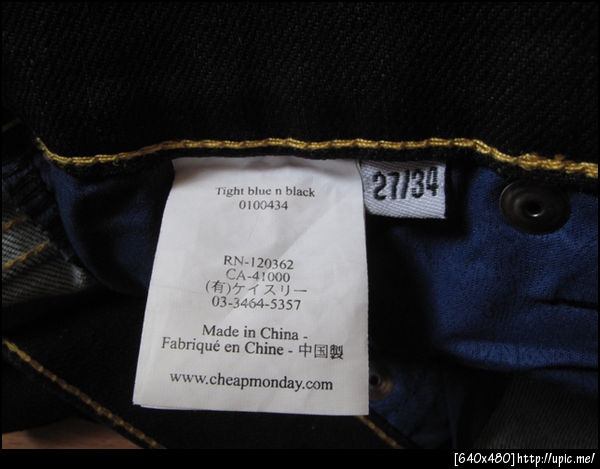 Tight blue n black
0100434
27/34
RN-120362
CA-41000
(有)ケイスリー
03-3464-5357
Made in China -
Fabriqué en Chine - 中国製
www.cheapmonday.com
[640x480]http://upic.me/